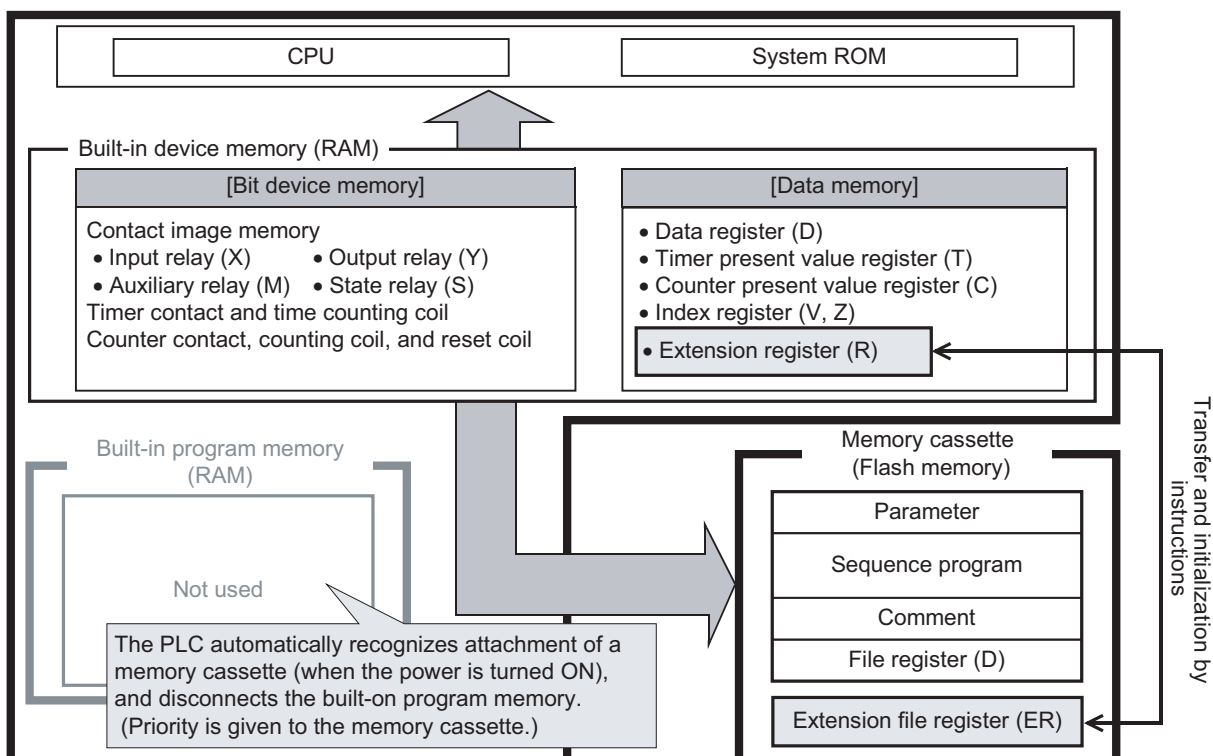 CPU
System ROM
Built-in device memory (RAM)
[Bit device memory]
Contact image memory
• Input relay (X) • Output relay (Y)
• Auxiliary relay (M) • State relay (S)
Timer contact and time counting coil
Counter contact, counting coil, and reset coil
[Data memory]
• Data register (D)
• Timer present value register (T)
• Counter present value register (C)
• Index register (V, Z)
• Extension register (R)
Transfer and initialization by
instructions
Built-in program memory
(RAM)
Not used
The PLC automatically recognizes attachment of a
memory cassette (when the power is turned ON),
and disconnects the built-on program memory.
(Priority is given to the memory cassette.)
Memory cassette
(Flash memory)
Parameter
Sequence program
Comment
File register (D)
Extension file register (ER)